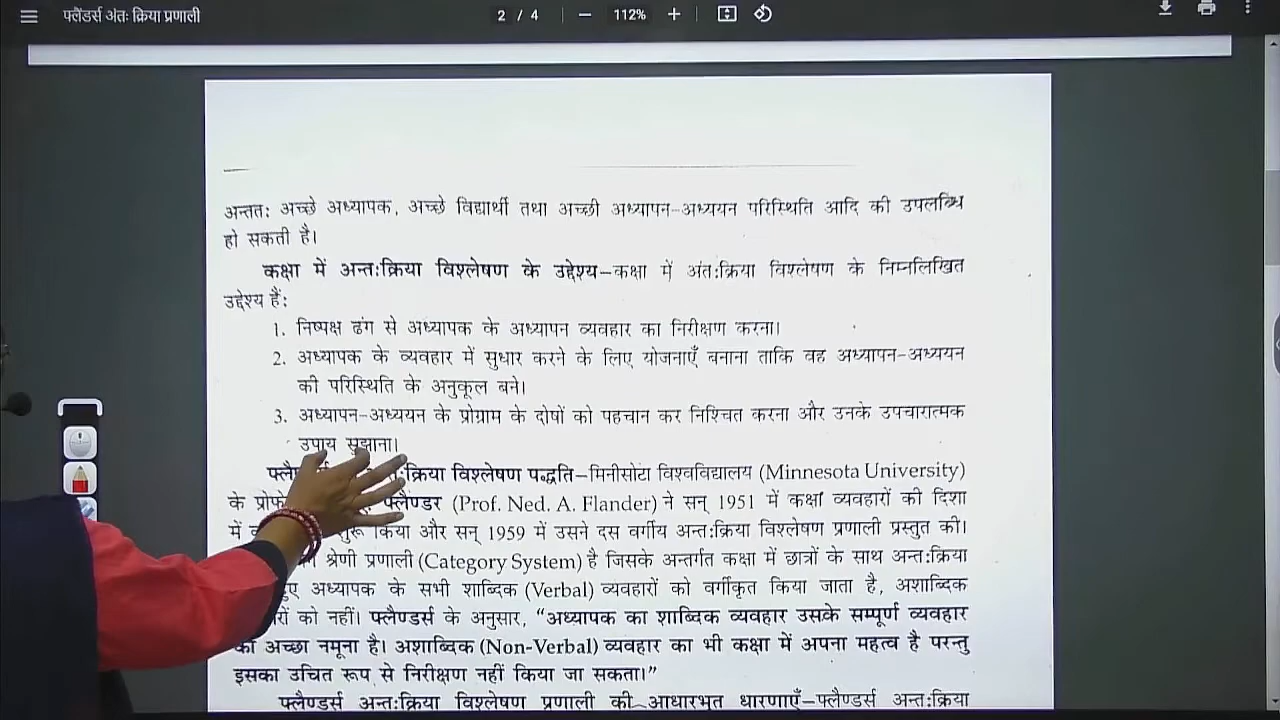 फ्लैंडर्स अंतः क्रिया प्रणाली
2 / 4
112%
अन्ततः अच्छे अध्यापक, अच्छे विद्यार्थी तथा अच्छी अध्यापन-अध्ययन परिस्थिति आदि की उपलब्धि
हो सकती है।
कक्षा में अन्त:क्रिया विश्लेषण के उद्देश्य–कक्षा में अंत:क्रिया विश्लेषण के निम्नलिखित
उद्देश्य हैं:
1. निष्पक्ष ढंग से अध्यापक के अध्यापन व्यवहार का निरीक्षण करना।
2. अध्यापक के व्यवहार में सुधार करने के लिए योजनाएँ बनाना ताकि वह अध्यापन-अध्ययन
की परिस्थिति के अनुकूल बने।
3. अध्यापन-अध्ययन के प्रोग्राम के दोषों को पहचान कर निश्चित करना और उनके उपचारात्मक
उपाय सुझाना।
विश्लेषण पद्धति–मिनीसोटा विश्वविद्यालय (Minnesota University)
के फ्लैण्डर (Prof. Ned. A. Flander) ने सन् 1951 में कक्षा व्यवहारों की दिशा
में किया और सन् 1959 में उसने दस वर्गीय अन्त:क्रिया विश्लेषण प्रणाली प्रस्तुत की।
श्रेणी प्रणाली (Category System) है जिसके अन्तर्गत कक्षा में छात्रों के साथ अन्त:क्रिया
अध्यापक के सभी शाब्दिक (Verbal) व्यवहारों को वर्गीकृत किया जाता है, अशाब्दिक
को नहीं। फ्लैण्डर्स के अनुसार, “अध्यापक का शाब्दिक व्यवहार उसके सम्पूर्ण व्यवहार
का अच्छा नमूना है। अशाब्दिक (Non-Verbal) व्यवहार का भी कक्षा में अपना महत्व है परन्तु
इसका उचित रूप से निरीक्षण नहीं किया जा सकता।”
फ्लैण्डर्स अन्त:क्रिया विश्लेषण प्रणाली की आधारभूत धारणाएँ–फ्लैण्डर्स अन्त:क्रिया